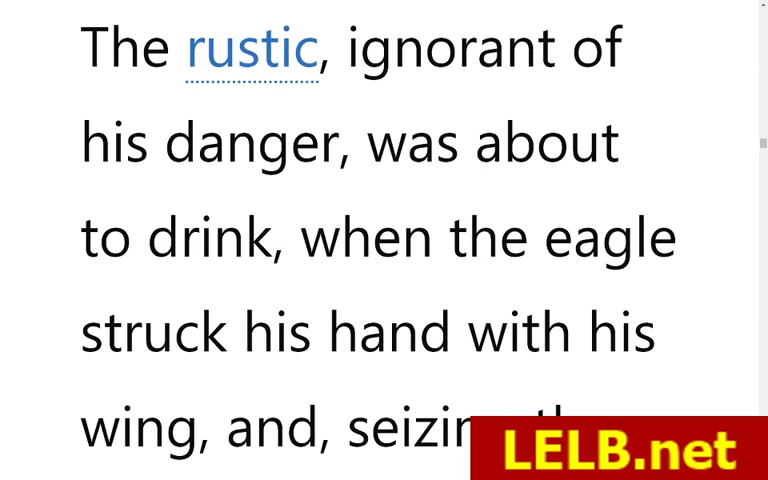 The rustic, ignorant of
his danger, was about
to drink, when the eagle
struck his hand with his
wing, and,
LELB.net